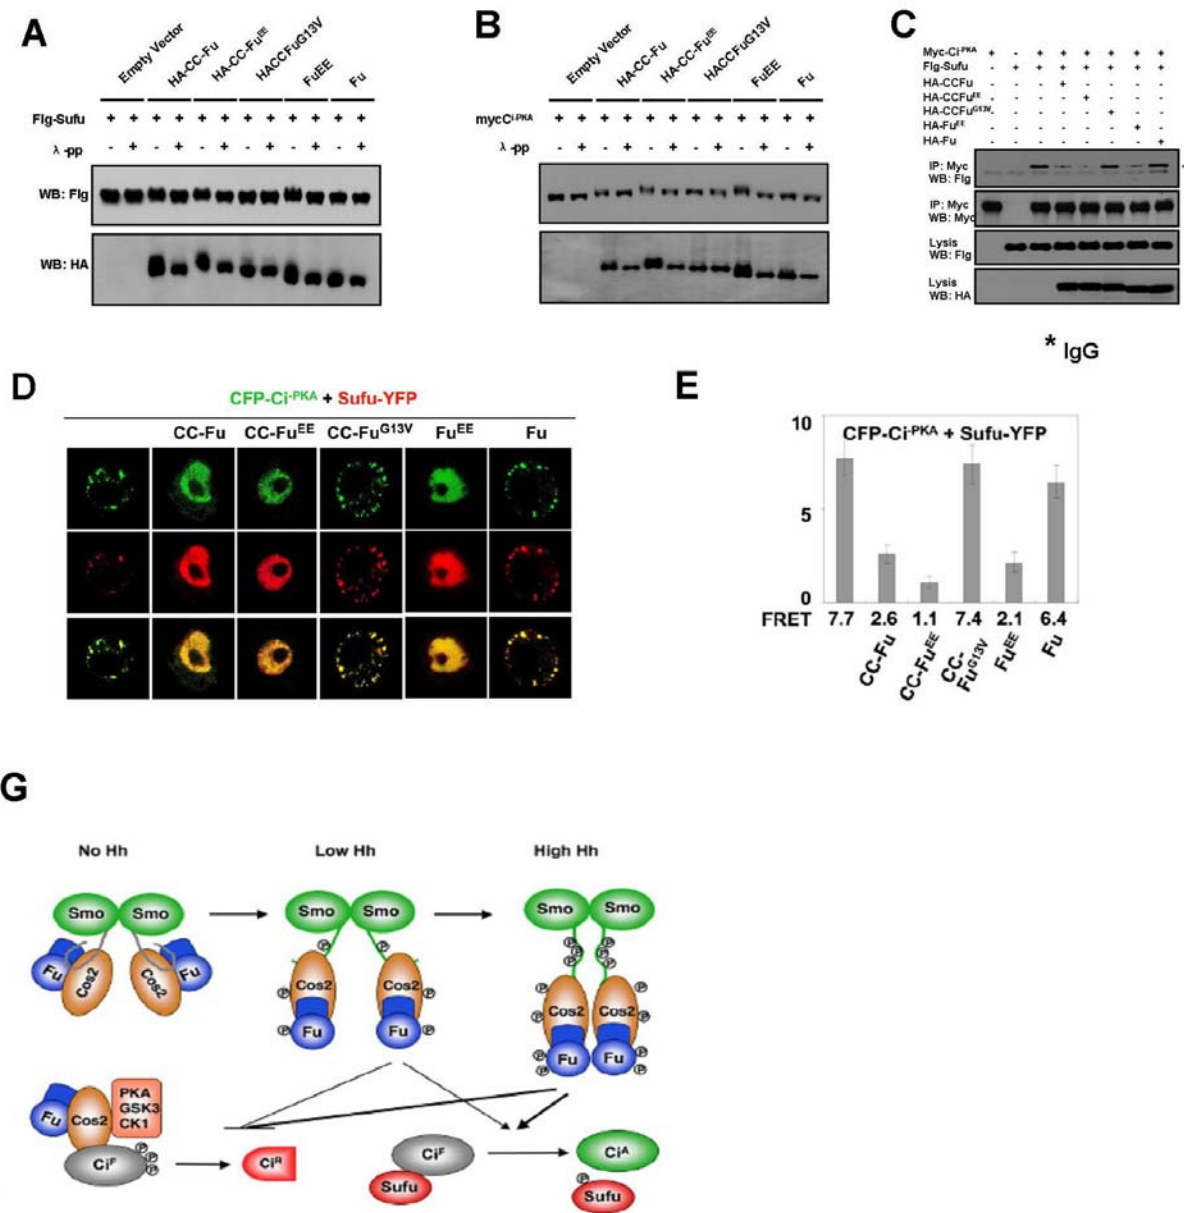 A
Empty Vector
HA-CC-Fu
HA-CC-Fu^EE
HACCFuG13V
FuEE
Fu
Flg-Sufu + + + + + + + + + + + +
λ -pp - + - + - + - + - + - +
WB: Flg
WB: HA
B
Empty Vector
HA-CC-Fu
HA-CC-Fu^EE
HACCFuG13V
FuEE
Fu
mycC^i-PKA + + + + + + + + + + + +
λ -pp - + - + - + - + - + - +
C
Myc-Ci^-PKA + - + + + + + +
Flg-Sufu - + + + + + + +
HA-CCFu - - - +
HA-CCFu^EE - - - +
HA-CCFu^G13V - - - +
HA-Fu^EE - - - +
HA-Fu - - - +
IP: Myc
WB: Flg
IP: Myc
WB: Myc
Lysis
WB: Flg
Lysis
WB: HA
* IgG
D
CFP-Ci^-PKA + Sufu-YFP
CC-Fu CC-Fu^EE CC-Fu^G13V Fu^EE Fu
E
10
CFP-Ci^-PKA + Sufu-YFP
5
0
FRET 7.7 2.6 1.1 7.4 2.1 6.4
CC-Fu
CC-Fu^EE
CC-
Fu^G13V
Fu^EE
Fu
G
No Hh Low Hh High Hh
Smo Smo Smo Smo Smo Smo
P P P P P P
Fu Cos2 Cos2 Fu Cos2 Cos2 Cos2 Cos2
P P P P P P
Fu Fu Fu Fu
P P P P P P
PKA
GSK3
CK1
Fu Cos2
P
P
P
Ci^F Ci^R Ci^F Ci^A
P
Sufu Sufu